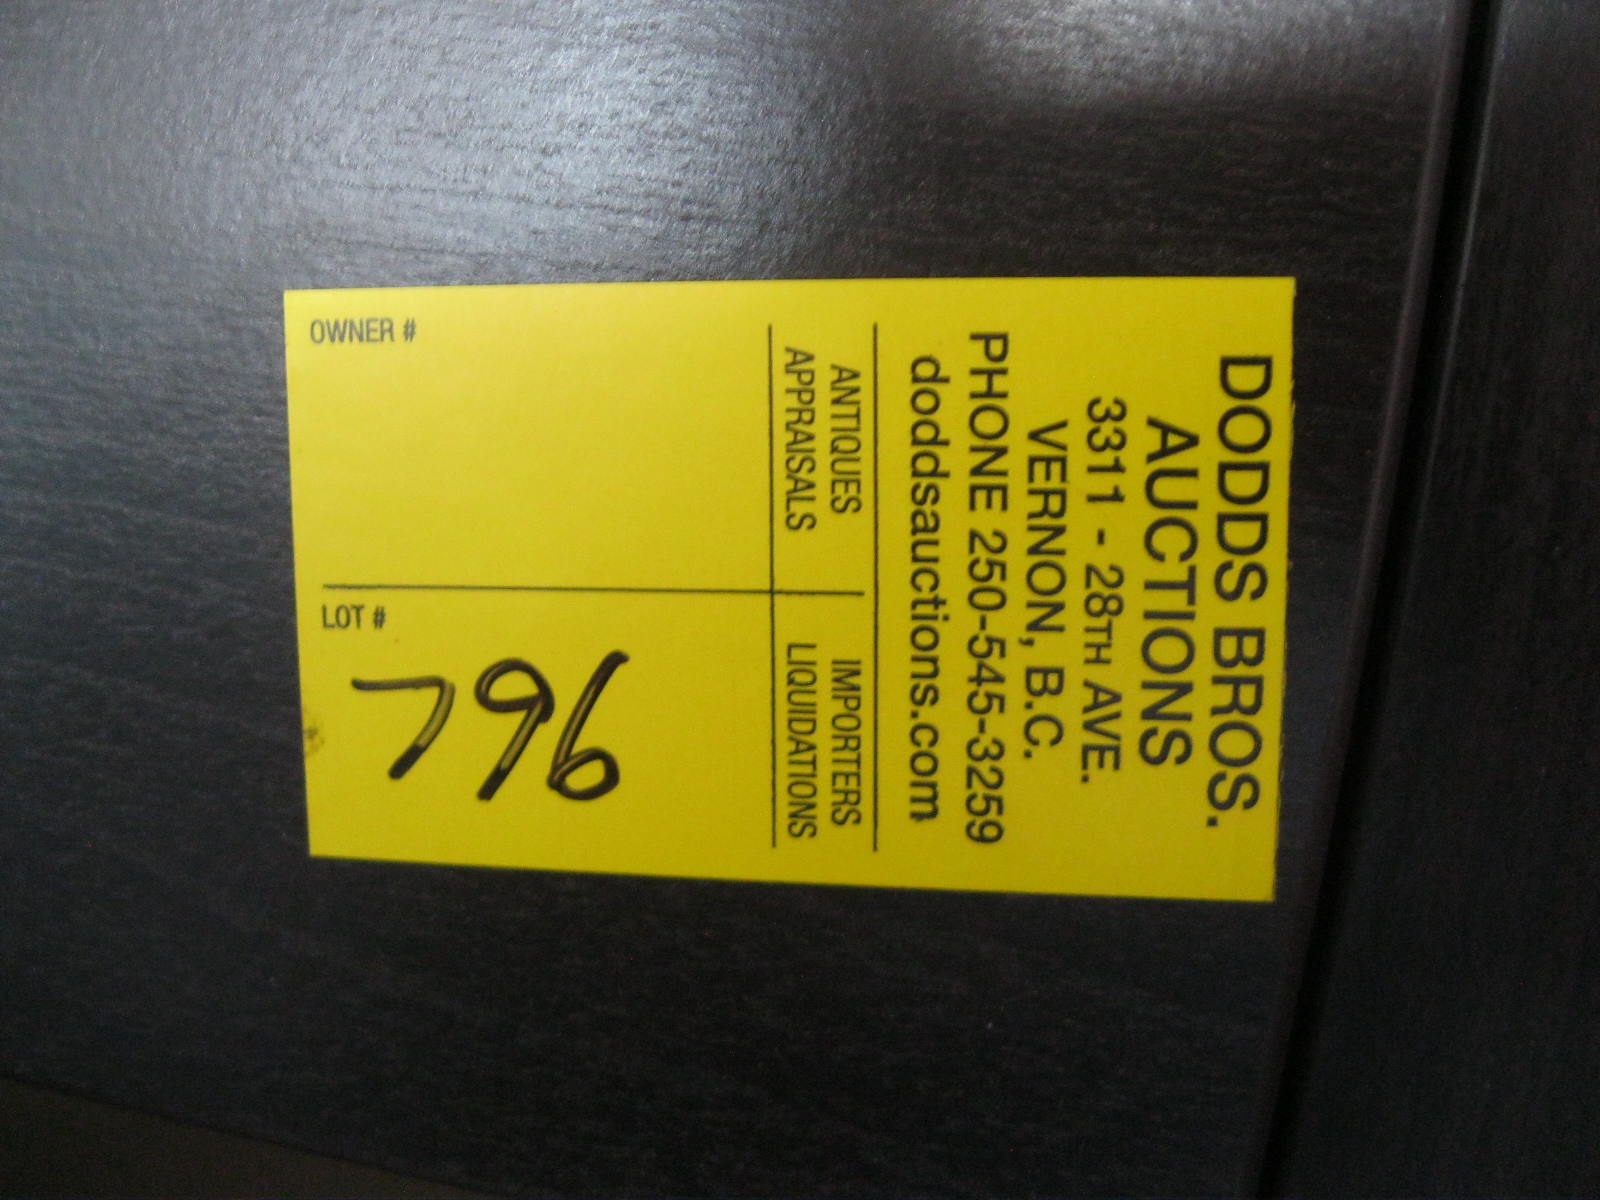 DODDS BROS.
AUCTIONS
3311 - 28TH AVE.
VERNON, B.C.
PHONE 250-545-3259
doddsauctions.com
ANTIQUES
APPRAISALS
IMPORTERS
LIQUIDATIONS
OWNER #
LOT #
796